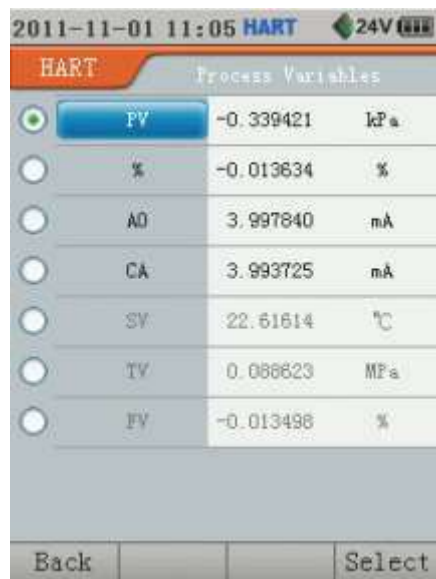 2011-11-01 11:05 HART 24V
HART Process Variables
PV -0.339421 kPa
% -0.013634 %
AO 3.997840 mA
CA 3.993725 mA
SV 22.61614 ℃
TV 0.088623 MPa
FV -0.013498 %
Back Select